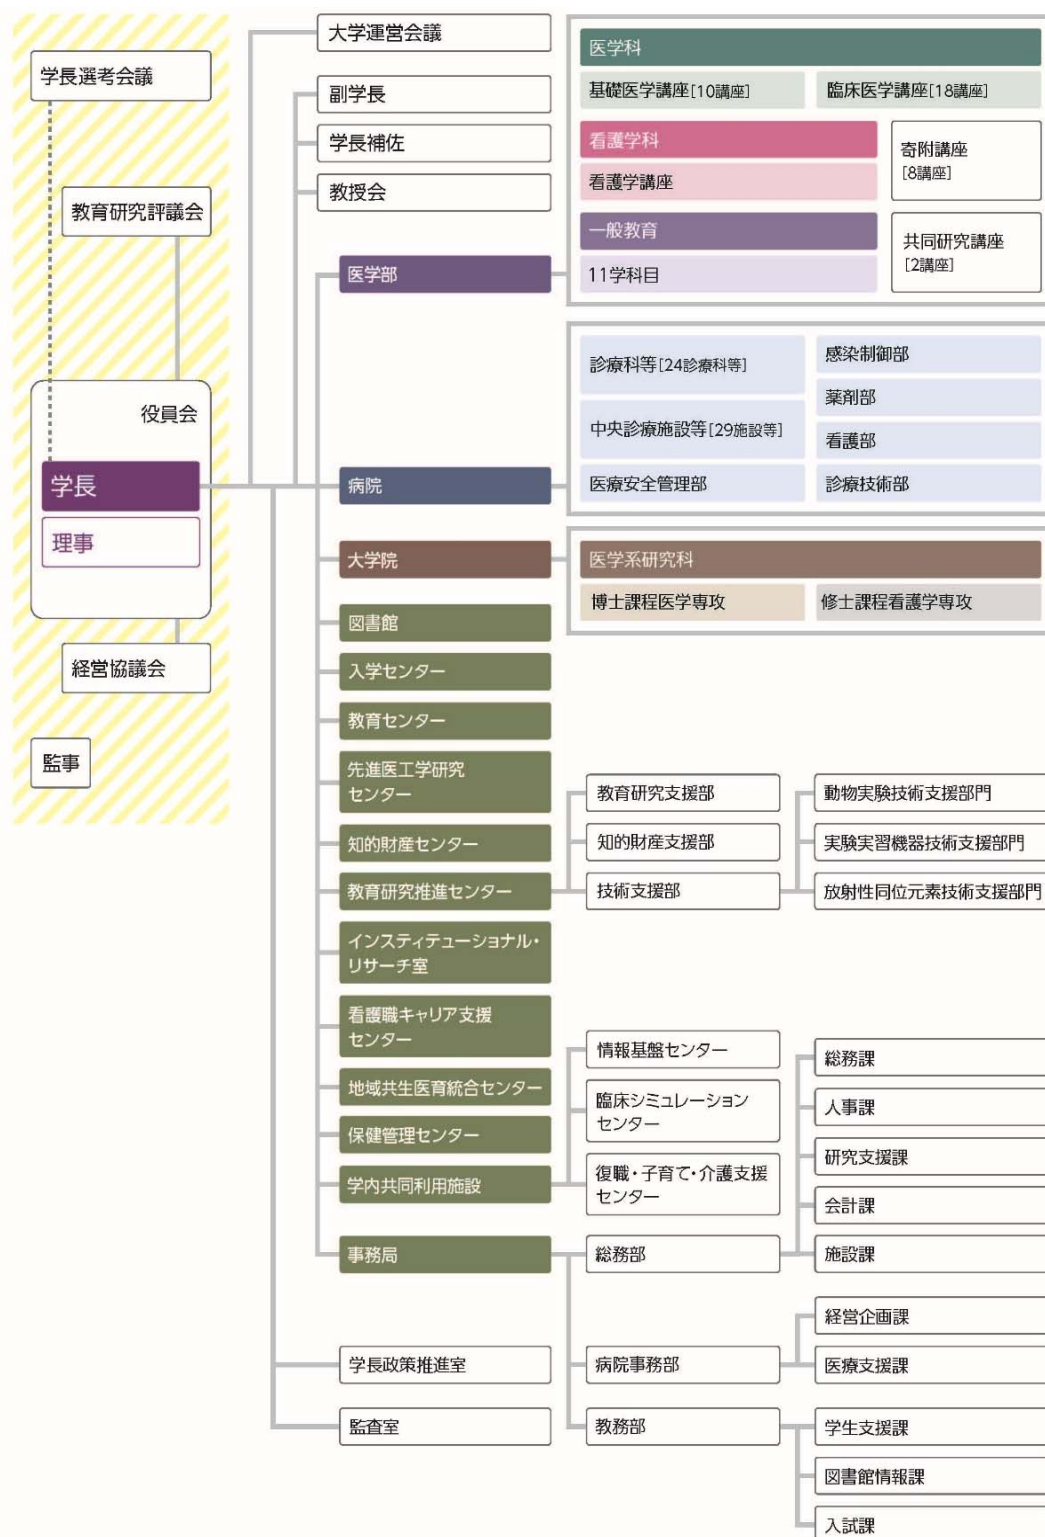 学長選考会議
教育研究評議会
役員会
学長
理事
経営協議会
監事
大学運営会議
副学長
学長補佐
教授会
医学部
医学科
基礎医学講座[10講座]
臨床医学講座[18講座]
看護学科
看護学講座
寄附講座
[8講座]
一般教育
11学科目
共同研究講座
[2講座]
病院
診療科等[24診療科等]
中央診療施設等[29施設等]
医療安全管理部
感染制御部
薬剤部
看護部
診療技術部
大学院
医学系研究科
博士課程医学専攻
修士課程看護学専攻
図書館
入学センター
教育センター
先進医工学研究
センター
知的財産センター
教育研究推進センター
教育研究支援部
知的財産支援部
技術支援部
動物実験技術支援部門
実験実習機器技術支援部門
放射性同位元素技術支援部門
インスティテューショナル・
リサーチ室
看護職キャリア支援
センター
地域共生医育統合センター
保健管理センター
学内共同利用施設
情報基盤センター
臨床シミュレーション
センター
復職・子育て・介護支援
センター
事務局
総務部
総務課
人事課
研究支援課
会計課
施設課
病院事務部
経営企画課
医療支援課
教務部
学生支援課
図書館情報課
入試課
学長政策推進室
監査室